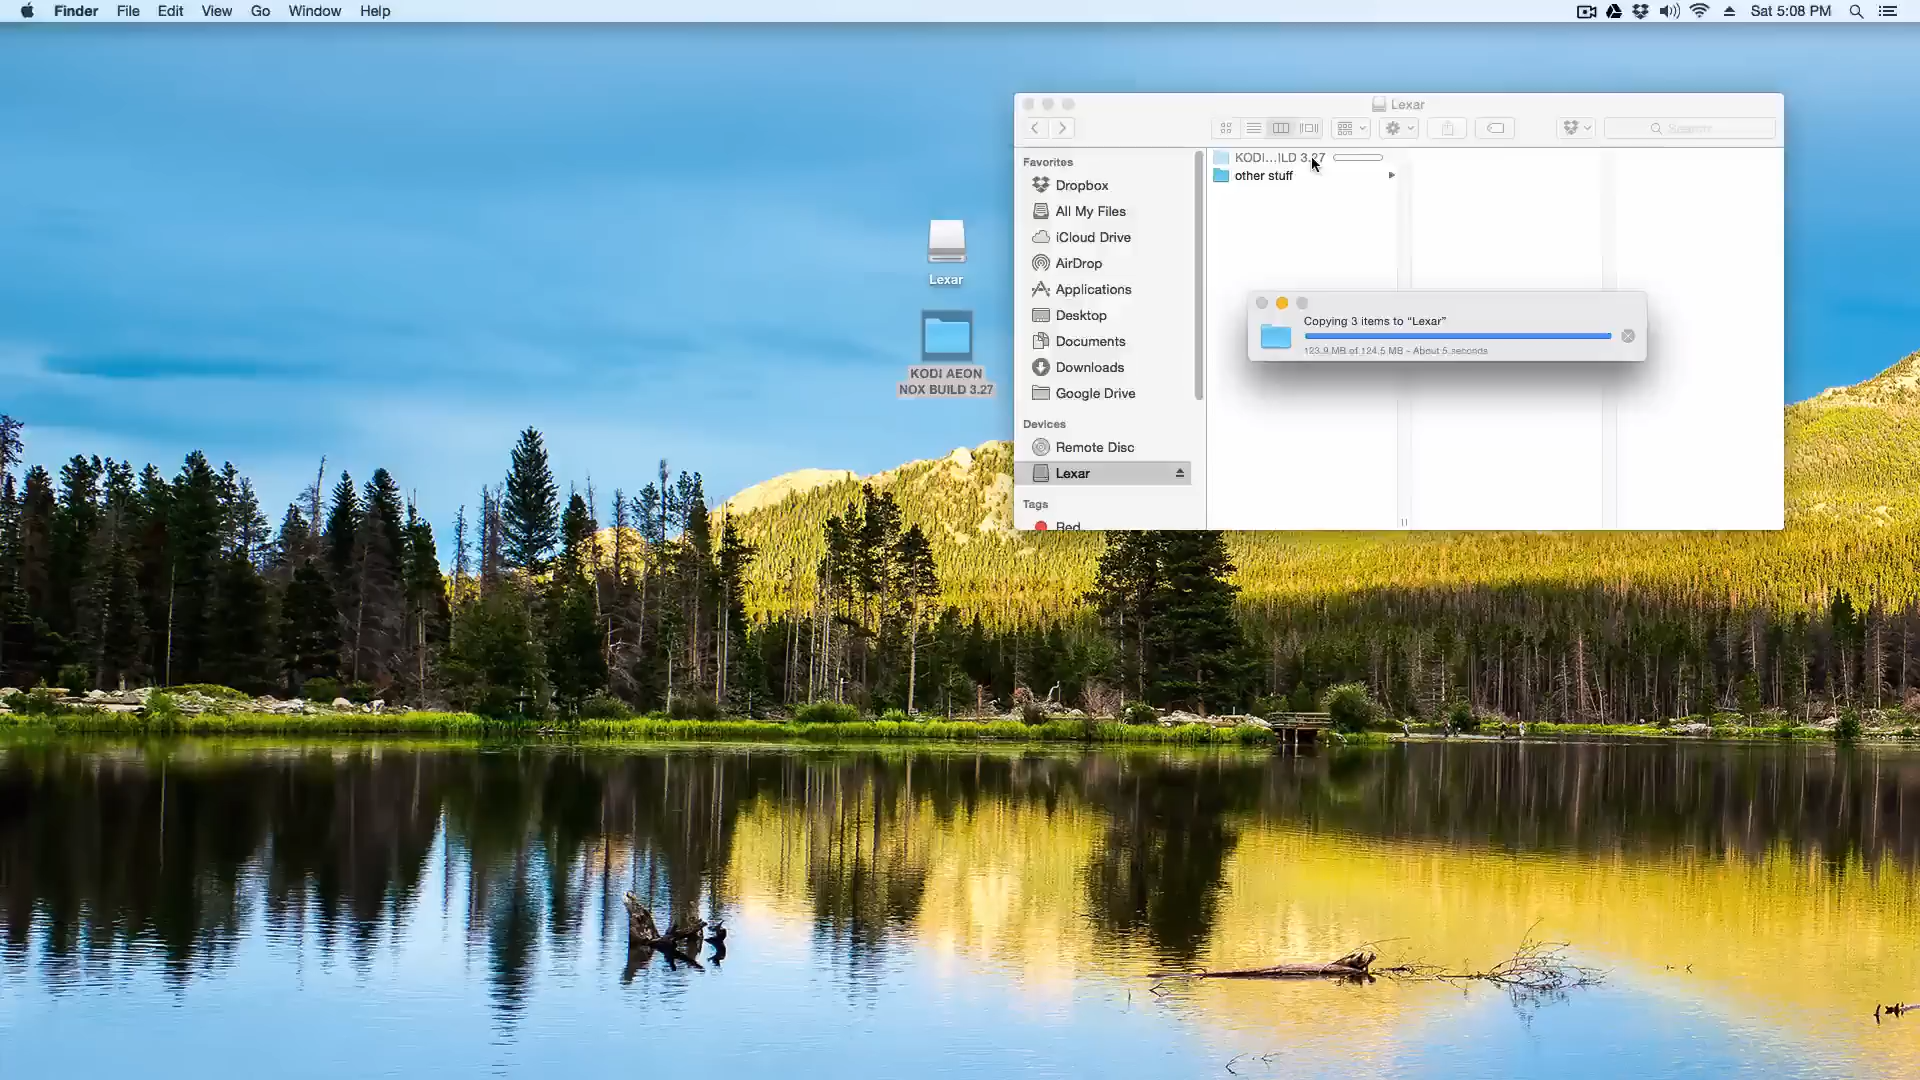 Finder File Edit View Go Window Help
Sat 5:08 PM
Lexar
Search
Favorites
Dropbox
All My Files
iCloud Drive
AirDrop
Applications
Desktop
Documents
Downloads
Google Drive
Devices
Remote Disc
Lexar
Tags
Red
KODI...ILD 3.27
other stuff
Copying 3 items to “Lexar”
123.9 MB of 124.5 MB - About 5 seconds
Lexar
KODI AEON
NOX BUILD 3.27